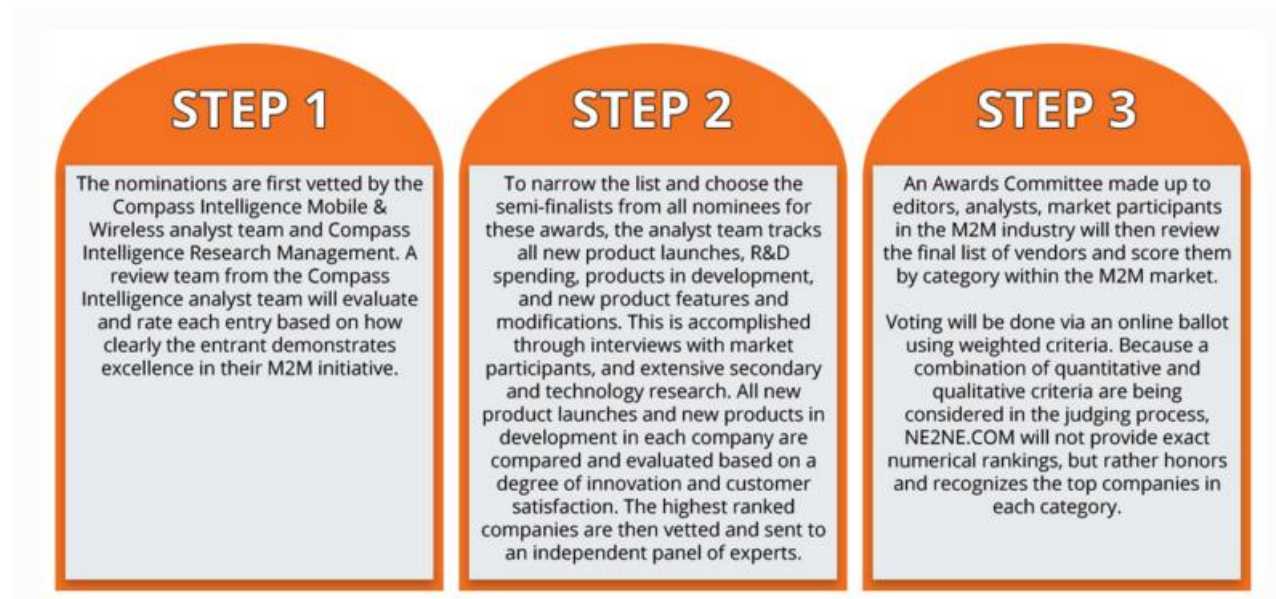 STEP 1
The nominations are first vetted by the
Compass Intelligence Mobile &
Wireless analyst team and Compass
Intelligence Research Management. A
review team from the Compass
Intelligence analyst team will evaluate
and rate each entry based on how
clearly the entrant demonstrates
excellence in their M2M initiative.
STEP 2
To narrow the list and choose the
semi-finalists from all nominees for
these awards, the analyst team tracks
all new product launches, R&D
spending, products in development,
and new product features and
modifications. This is accomplished
through interviews with market
participants, and extensive secondary
and technology research. All new
product launches and new products in
development in each company are
compared and evaluated based on a
degree of innovation and customer
satisfaction. The highest ranked
companies are then vetted and sent to
an independent panel of experts.
STEP 3
An Awards Committee made up to
editors, analysts, market participants
in the M2M industry will then review
the final list of vendors and score them
by category within the M2M market.
Voting will be done via an online ballot
using weighted criteria. Because a
combination of quantitative and
qualitative criteria are being
considered in the judging process,
NE2NE.COM will not provide exact
numerical rankings, but rather honors
and recognizes the top companies in
each category.